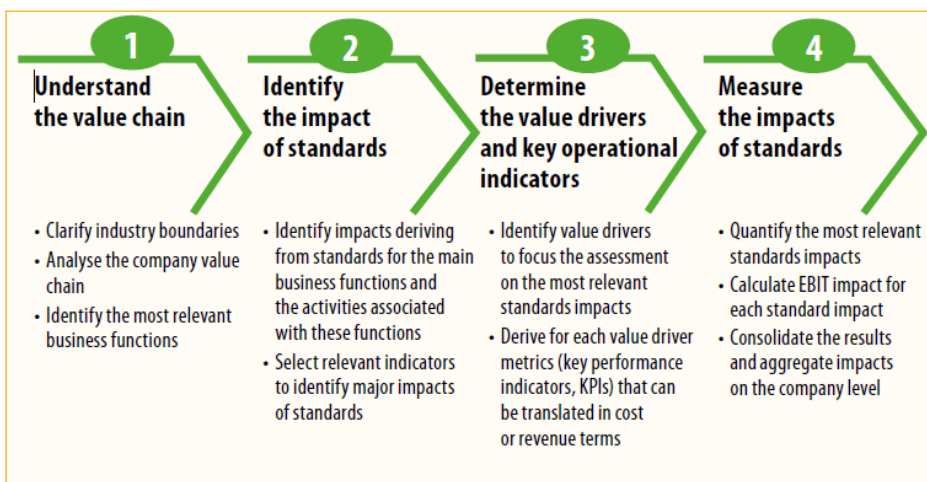 1
Understand
the value chain
• Clarify industry boundaries
• Analyse the company value
chain
• Identify the most relevant
business functions
2
Identify
the impact
of standards
• Identify impacts deriving
from standards for the main
business functions and
the activities associated
with these functions
• Select relevant indicators
to identify major impacts
of standards
3
Determine
the value drivers
and key operational
indicators
• Identify value drivers
to focus the assessment
on the most relevant
standards impacts
• Derive for each value driver
metrics (key performance
indicators, KPIs) that can
be translated in cost
or revenue terms
4
Measure
the impacts
of standards
• Quantify the most relevant
standards impacts
• Calculate EBIT impact for
each standard impact
• Consolidate the results
and aggregate impacts
on the company level